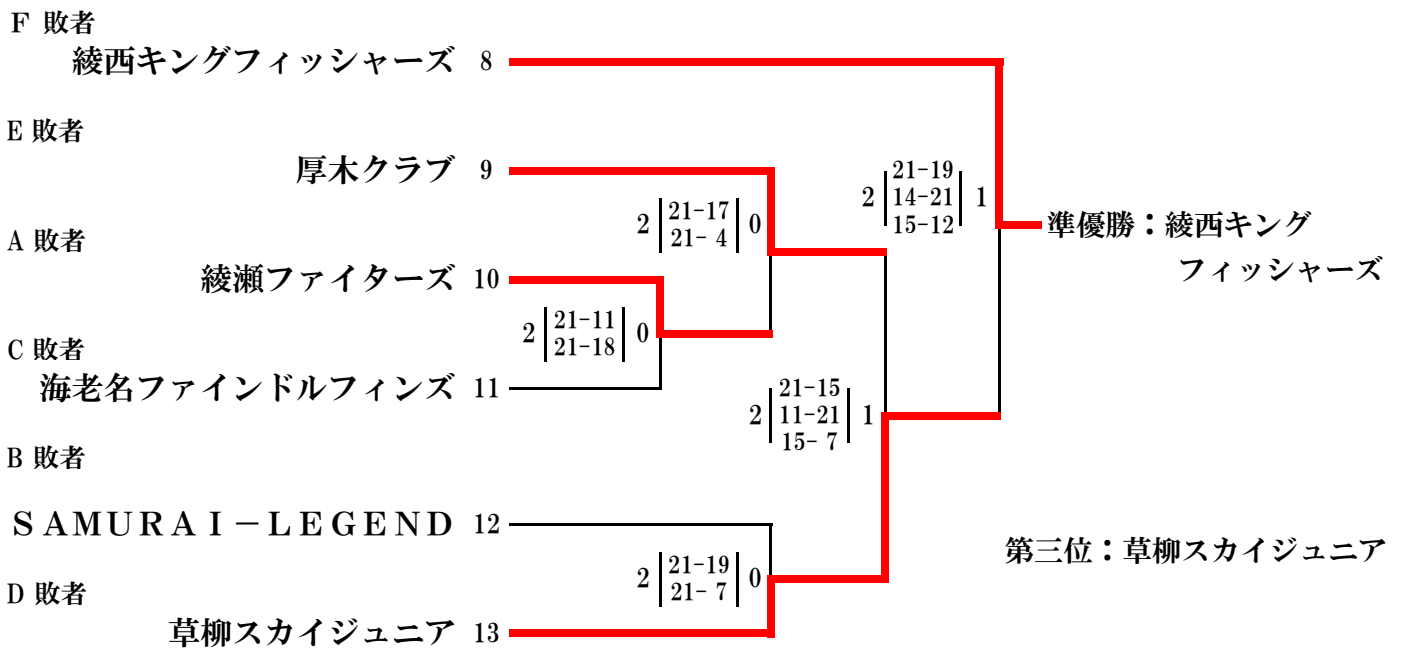 F 敗者
綾西キングフィッシャーズ 8
E 敗者
厚木クラブ 9
2 21-17 0
21- 4
2 21-19 1
14-21
15-12
準優勝：綾西キング
フィッシャーズ
A 敗者
綾瀬ファイターズ 10
2 21-11 0
21-18
C 敗者
海老名ファインドルフィンズ 11
2 21-15 1
11-21
15- 7
B 敗者
ＳＡＭＵＲＡＩ－ＬＥＧＥＮＤ 12
2 21-19 0
21- 7
第三位：草柳スカイジュニア
D 敗者
草柳スカイジュニア 13